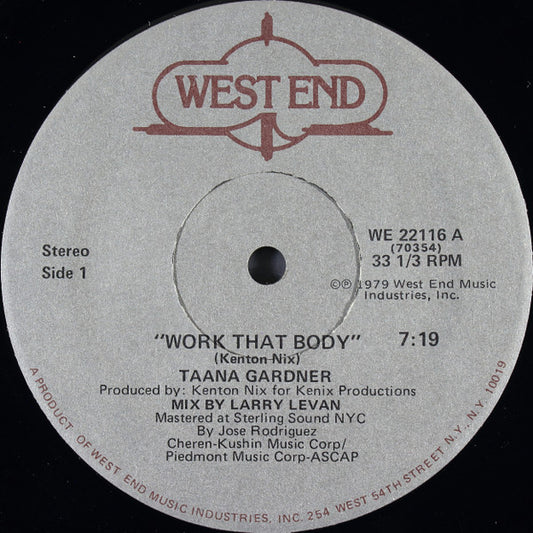 WEST END
Stereo
Side 1
WE 22116 A
(70354)
33 1/3 RPM
©℗ 1979 West End Music
Industries, Inc.
"WORK THAT BODY" 7:19
(Kenton Nix)
TAANA GARDNER
Produced by: Kenton Nix for Kenix Productions
MIX BY LARRY LEVAN
Mastered at Sterling Sound NYC
By Jose Rodriguez
Cheren-Kushin Music Corp/
Piedmont Music Corp-ASCAP
A PRODUCT OF WEST END MUSIC INDUSTRIES, INC. 254 WEST 54TH STREET N.Y., N.Y. 10019